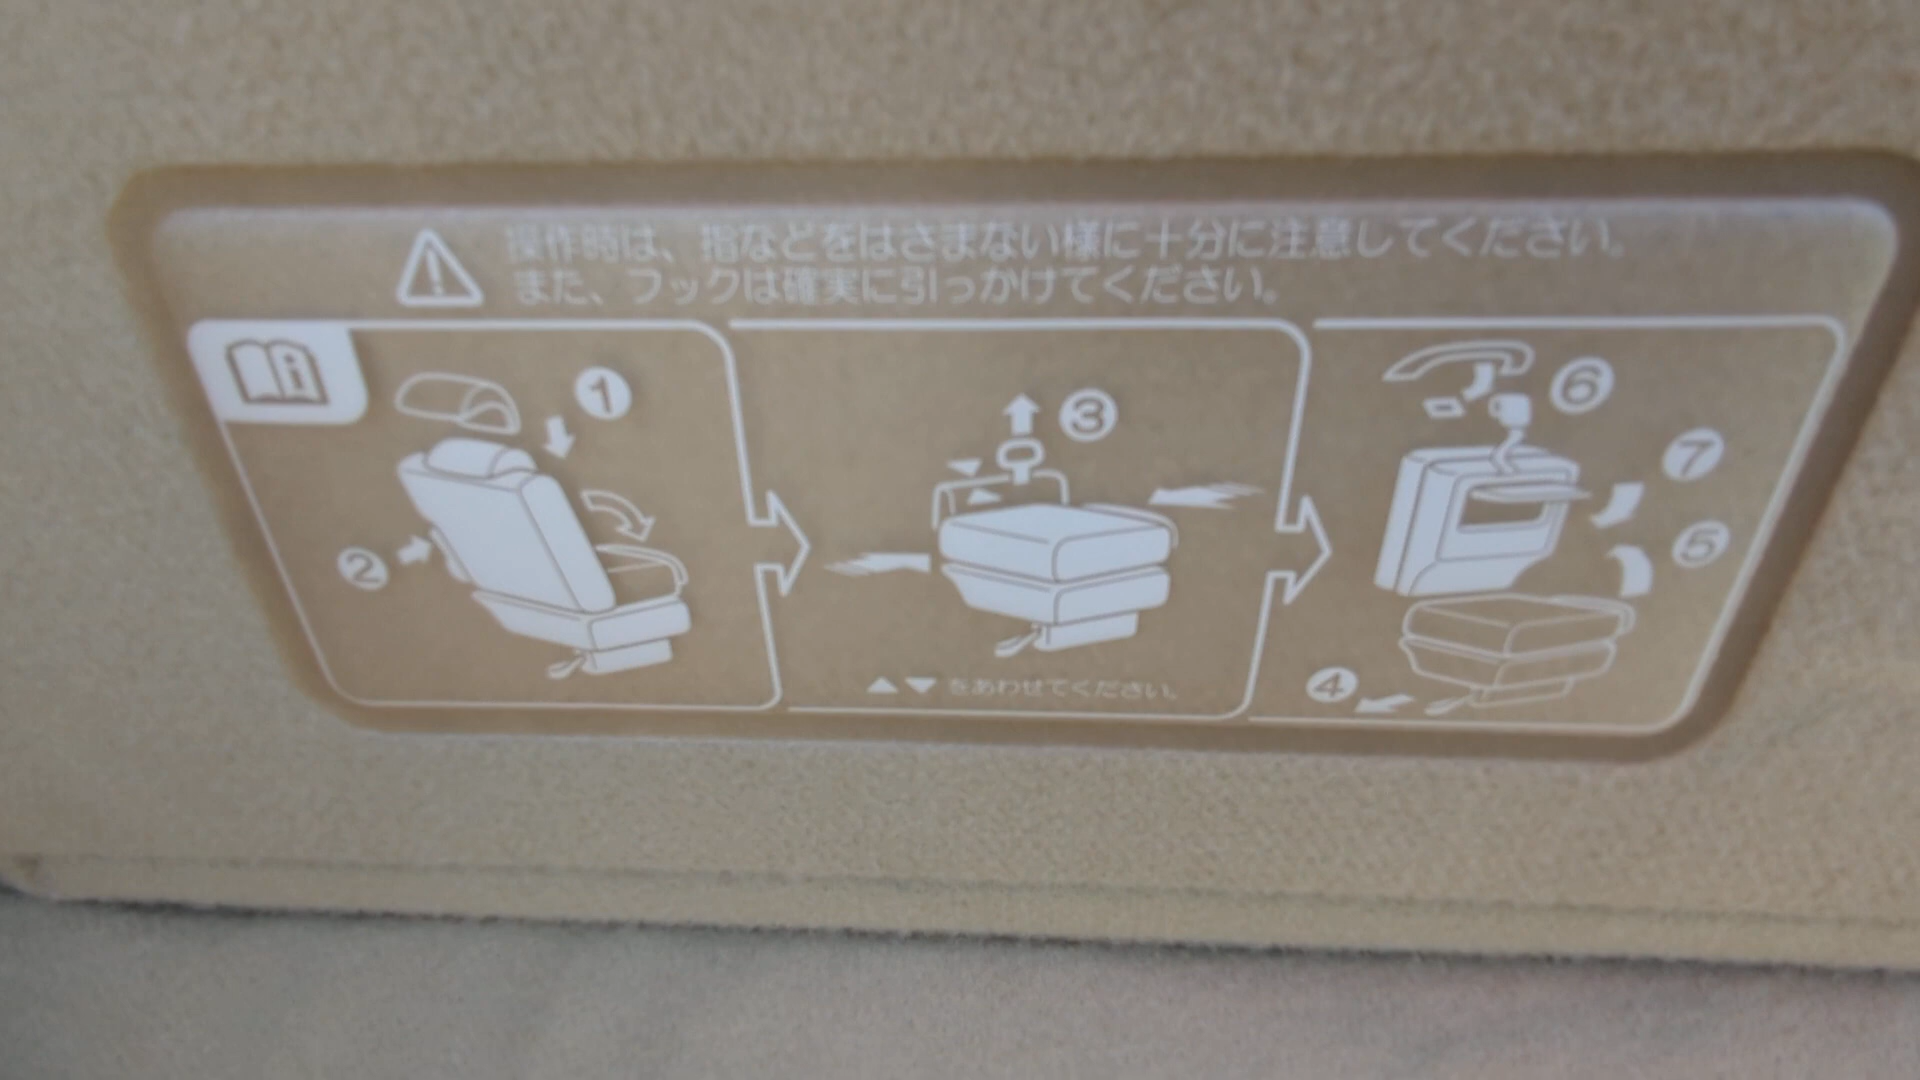 操作時は、指などをはさまない様に十分に注意してください。
また、フックは確実に引っかけてください。
①
②
③
▲▼をあわせてください。
⑥
⑦
⑤
④